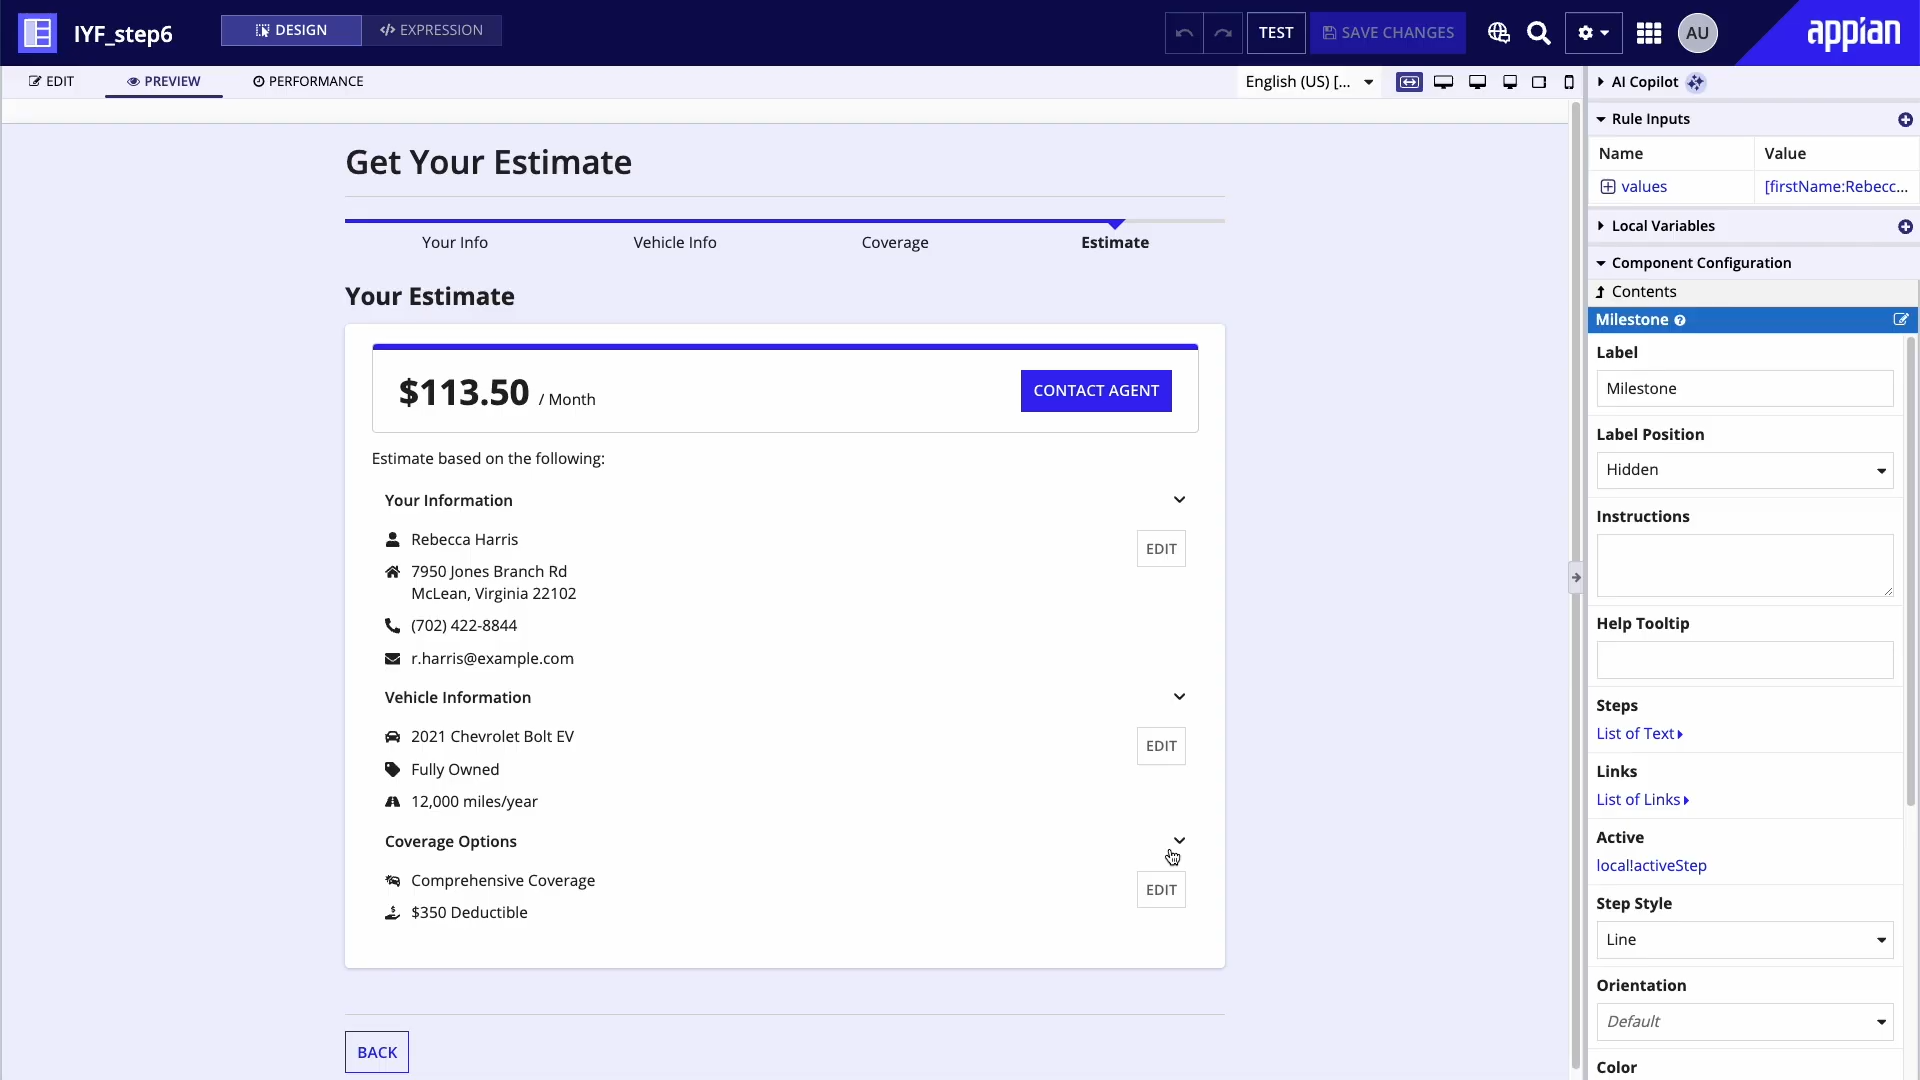 IYF_step6
DESIGN
EXPRESSION
TEST
SAVE CHANGES
AU
appian
EDIT
PREVIEW
PERFORMANCE
English (US) [...
AI Copilot
Rule Inputs
Name
Value
values
[firstName:Rebecc...
Local Variables
Component Configuration
Contents
Milestone
Label
Milestone
Label Position
Hidden
Instructions
Help Tooltip
Steps
List of Text
Links
List of Links
Active
local!activeStep
Step Style
Line
Orientation
Default
Color
Get Your Estimate
Your Info
Vehicle Info
Coverage
Estimate
Your Estimate
$113.50 / Month
CONTACT AGENT
Estimate based on the following:
Your Information
Rebecca Harris
EDIT
7950 Jones Branch Rd
McLean, Virginia 22102
(702) 422-8844
r.harris@example.com
Vehicle Information
2021 Chevrolet Bolt EV
EDIT
Fully Owned
12,000 miles/year
Coverage Options
Comprehensive Coverage
EDIT
$350 Deductible
BACK